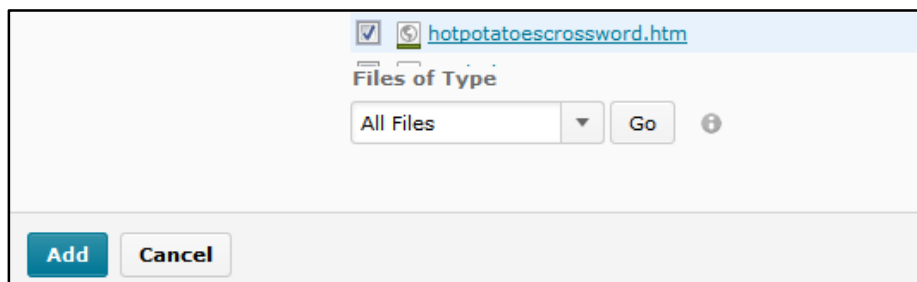 hotpotatoescrossword.htm
Files of Type
All Files
Go
Add
Cancel